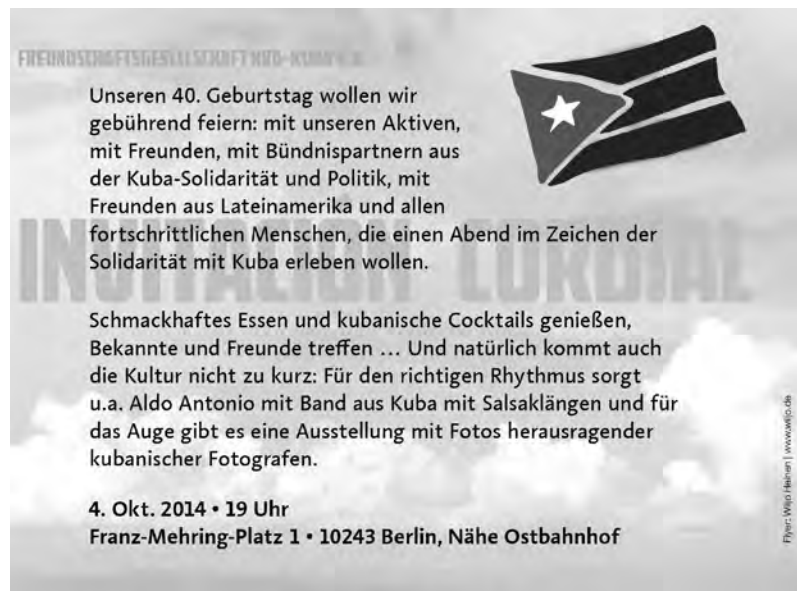 FREUNDSCHAFTSGESELLSCHAFT BRD-KUBA e.V.
INVITACIÓN CORDIAL
Unseren 40. Geburtstag wollen wir
gebührend feiern: mit unseren Aktiven,
mit Freunden, mit Bündnispartnern aus
der Kuba-Solidarität und Politik, mit
Freunden aus Lateinamerika und allen
fortschrittlichen Menschen, die einen Abend im Zeichen der
Solidarität mit Kuba erleben wollen.
Schmackhaftes Essen und kubanische Cocktails genießen,
Bekannte und Freunde treffen … Und natürlich kommt auch
die Kultur nicht zu kurz: Für den richtigen Rhythmus sorgt
u.a. Aldo Antonio mit Band aus Kuba mit Salsaklängen und für
das Auge gibt es eine Ausstellung mit Fotos herausragender
kubanischer Fotografen.
4. Okt. 2014 • 19 Uhr
Franz-Mehring-Platz 1 • 10243 Berlin, Nähe Ostbahnhof
Flyer: Wiljo Heinen | www.wiljo.de